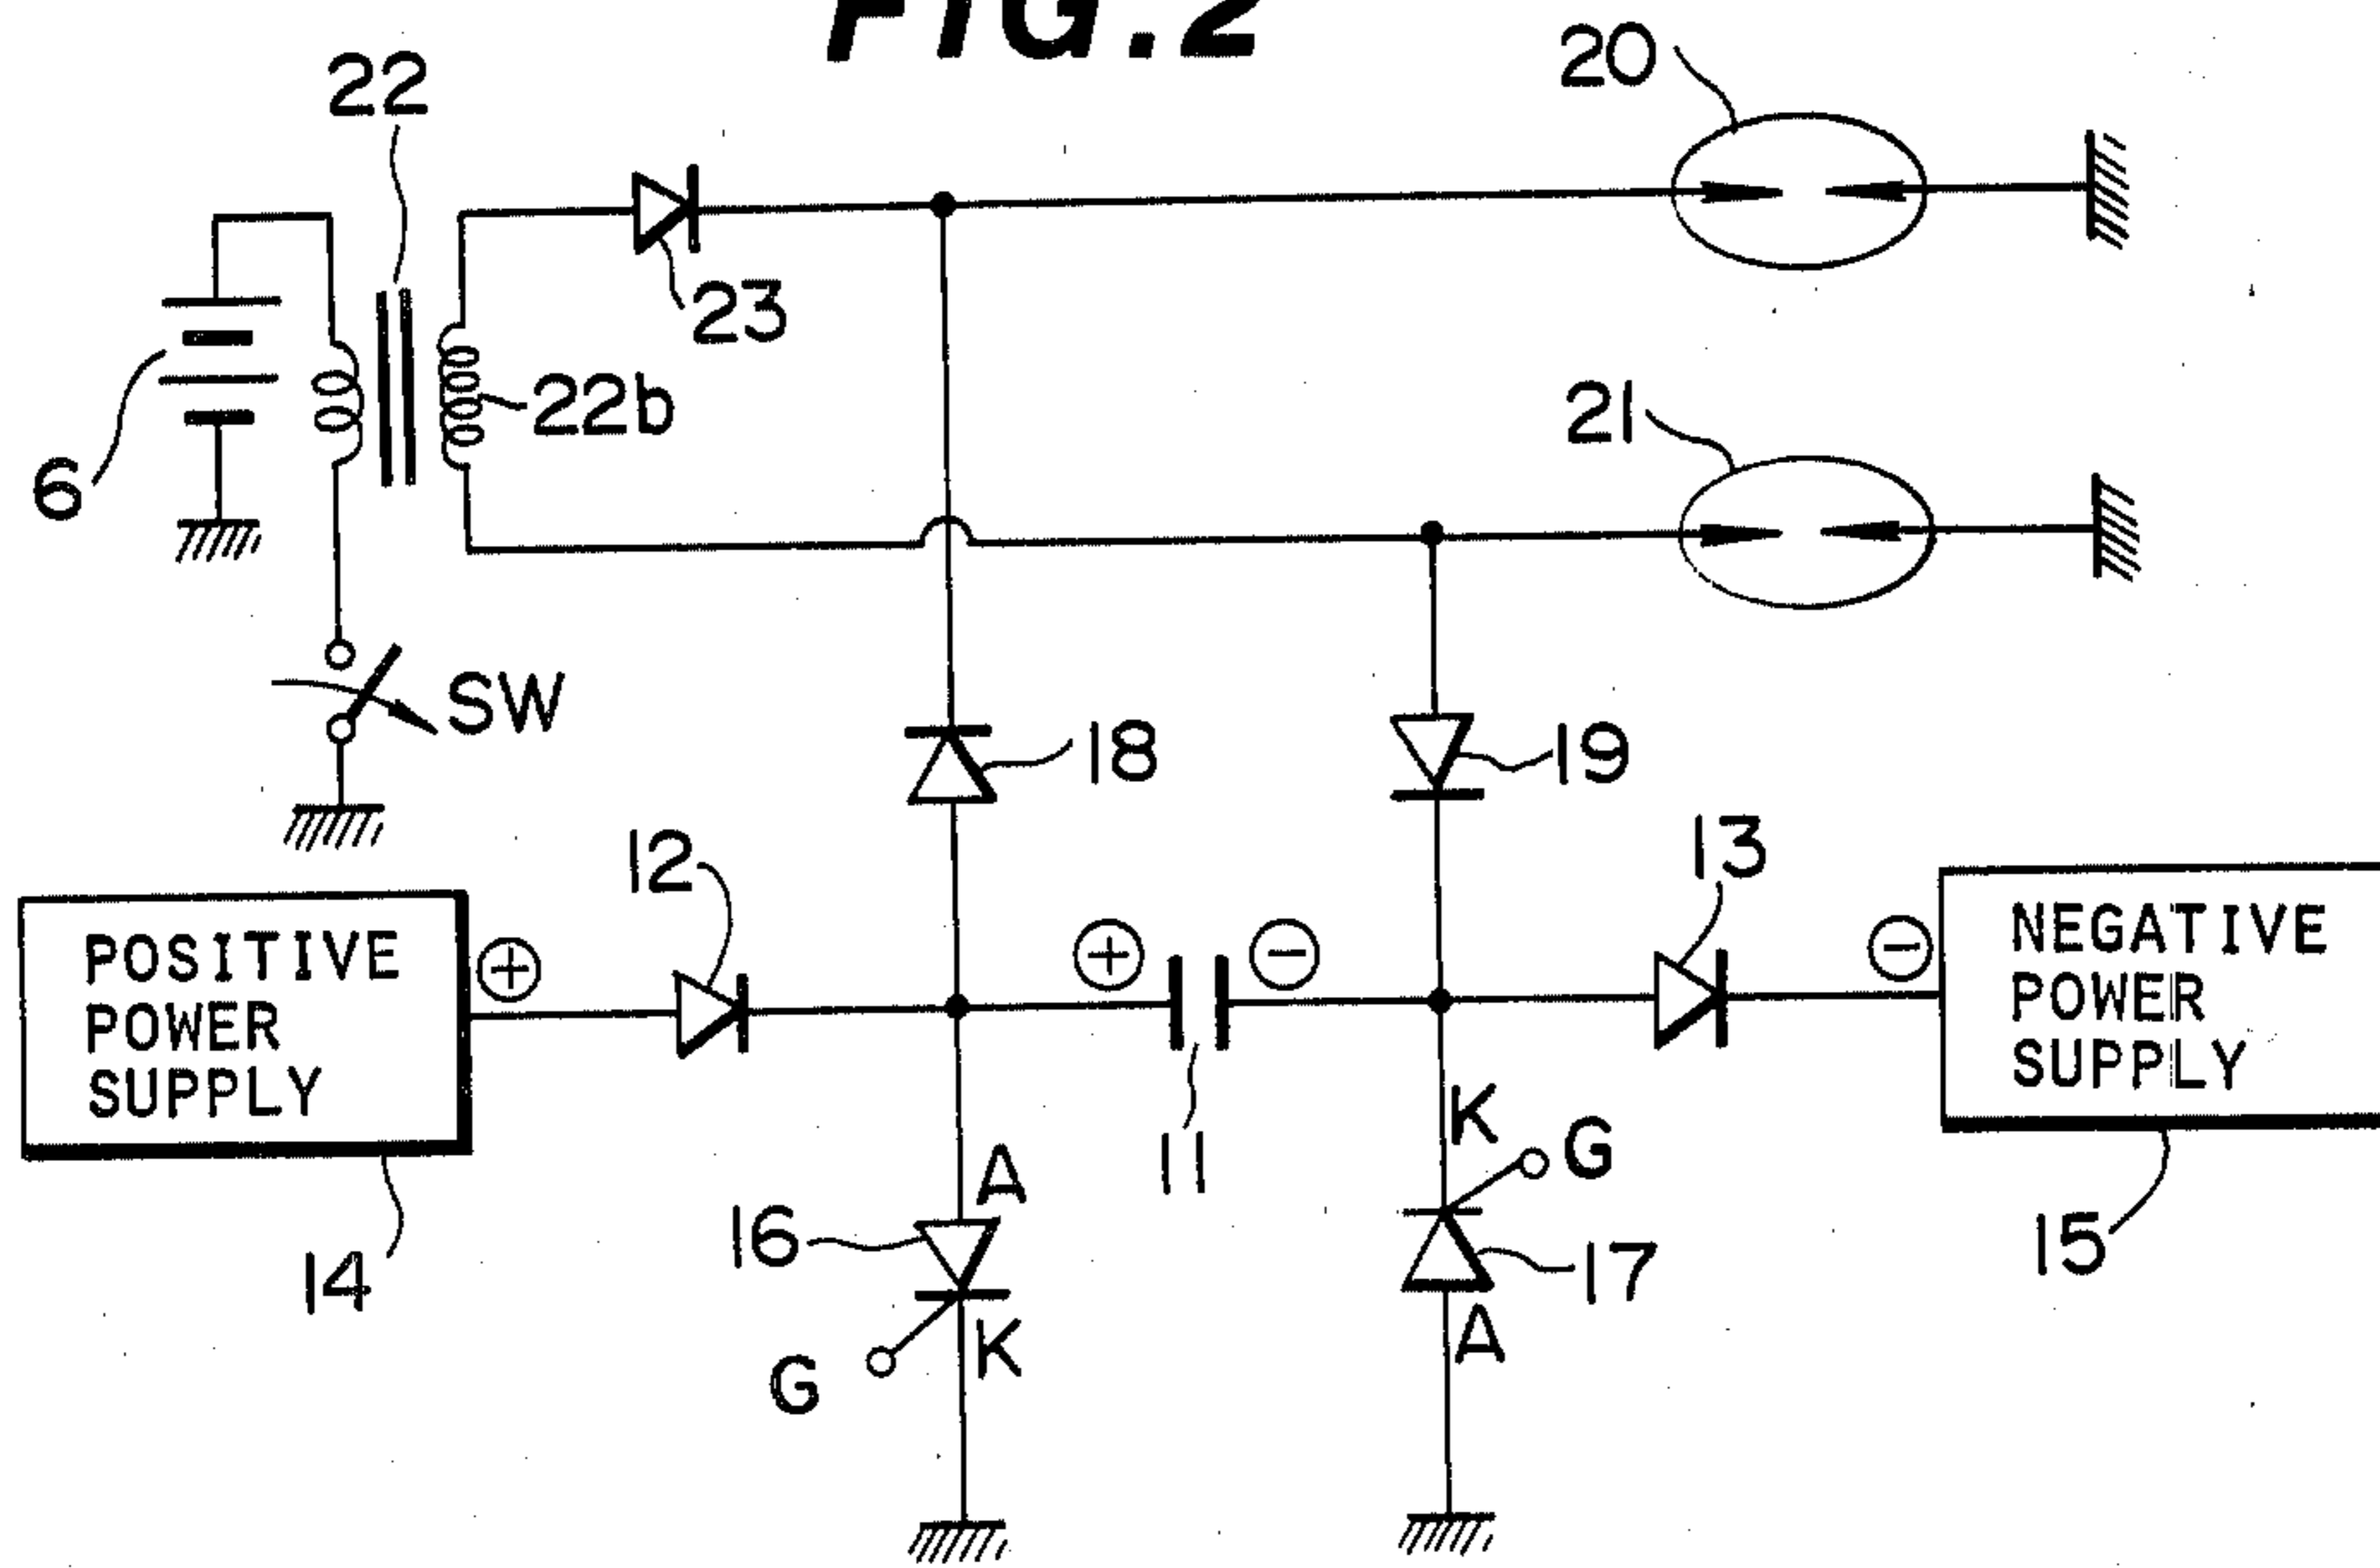 FIG.2
22
20
23
22b
21
6
SW
18
19
12
13
POSITIVE
POWER
SUPPLY
+
+
−
−
NEGATIVE
POWER
SUPPLY
K
G
11
A
16
14
17
15
K
A
G